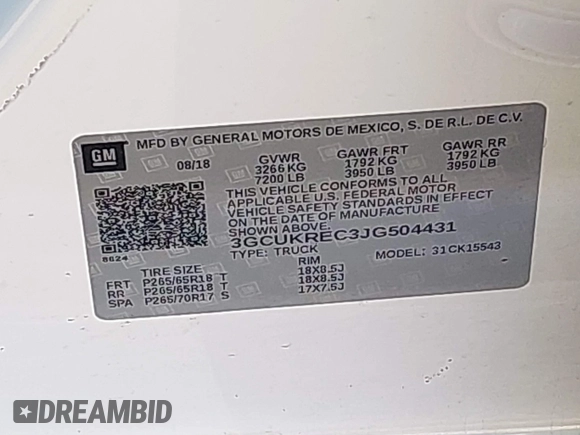 MFD BY GENERAL MOTORS DE MEXICO, S. DE R.L. DE C.V.
GM
08/18 GVWR GAWR FRT GAWR RR
3266 KG 1792 KG 1792 KG
7200 LB 3950 LB 3950 LB
THIS VEHICLE CONFORMS TO ALL
APPLICABLE U.S. FEDERAL MOTOR
VEHICLE SAFETY STANDARDS IN EFFECT
ON THE DATE OF MANUFACTURE
SHOWN ABOVE.
3GCUKREC3JG504431
8624
TYPE: TRUCK MODEL: 31CK15543
TIRE SIZE RIM
FRT P265/65R18 T 18X8.5J
RR P265/65R18 T 18X8.5J
SPA P265/70R17 S 17X7.5J
DREAMBID